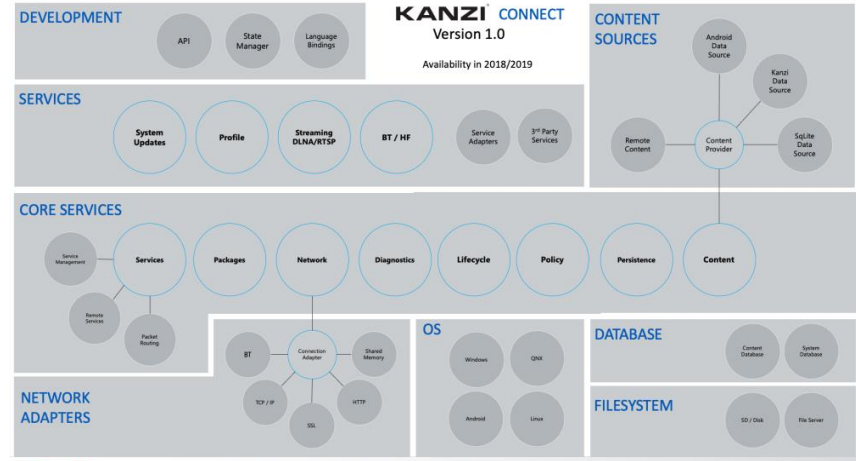 DEVELOPMENT
API
State
Manager
Language
Bindings
KANZI CONNECT
Version 1.0
Availability in 2018/2019
CONTENT
SOURCES
Android
Data
Source
Kanzi
Data
Source
Remote
Content
Content
Provider
SqLite
Data
Source
SERVICES
System
Updates
Profile
Streaming
DLNA/RTSP
BT / HF
Service
Adapters
3rd Party
Services
CORE SERVICES
Service
Management
Services
Packages
Network
Diagnostics
Lifecycle
Policy
Persistence
Content
Remote
Services
Packet
Routing
NETWORK
ADAPTERS
BT
Connection
Adapter
Shared
Memory
TCP / IP
SSL
HTTP
OS
Windows
QNX
Android
Linux
DATABASE
Content
Database
System
Database
FILESYSTEM
SD / Disk
File Server